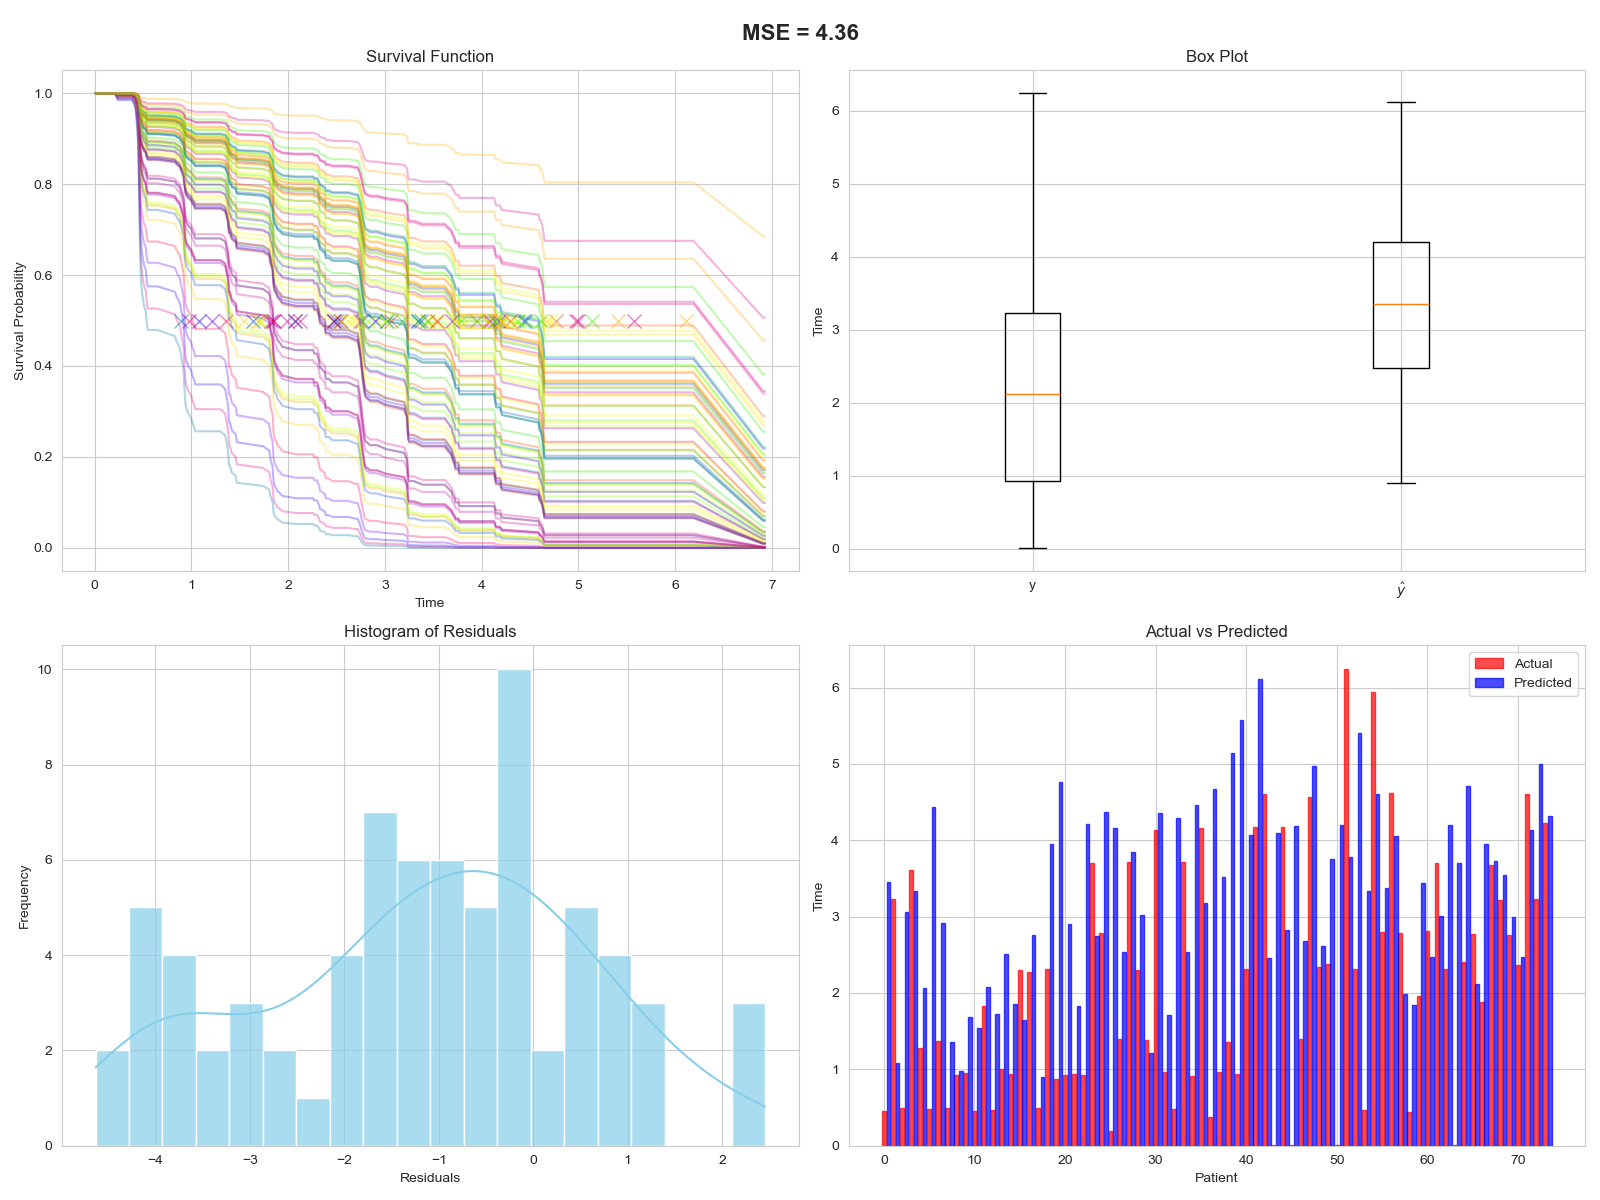 MSE = 4.36
Survival Function
Survival Probability
1.0
0.8
0.6
0.4
0.2
0.0
0 1 2 3 4 5 6 7
Time
Box Plot
Time
6
5
4
3
2
1
0
y ŷ
Histogram of Residuals
Frequency
10
8
6
4
2
0
−4 −3 −2 −1 0 1 2
Residuals
Actual vs Predicted
Actual
Predicted
Time
6
5
4
3
2
1
0
0 10 20 30 40 50 60 70
Patient